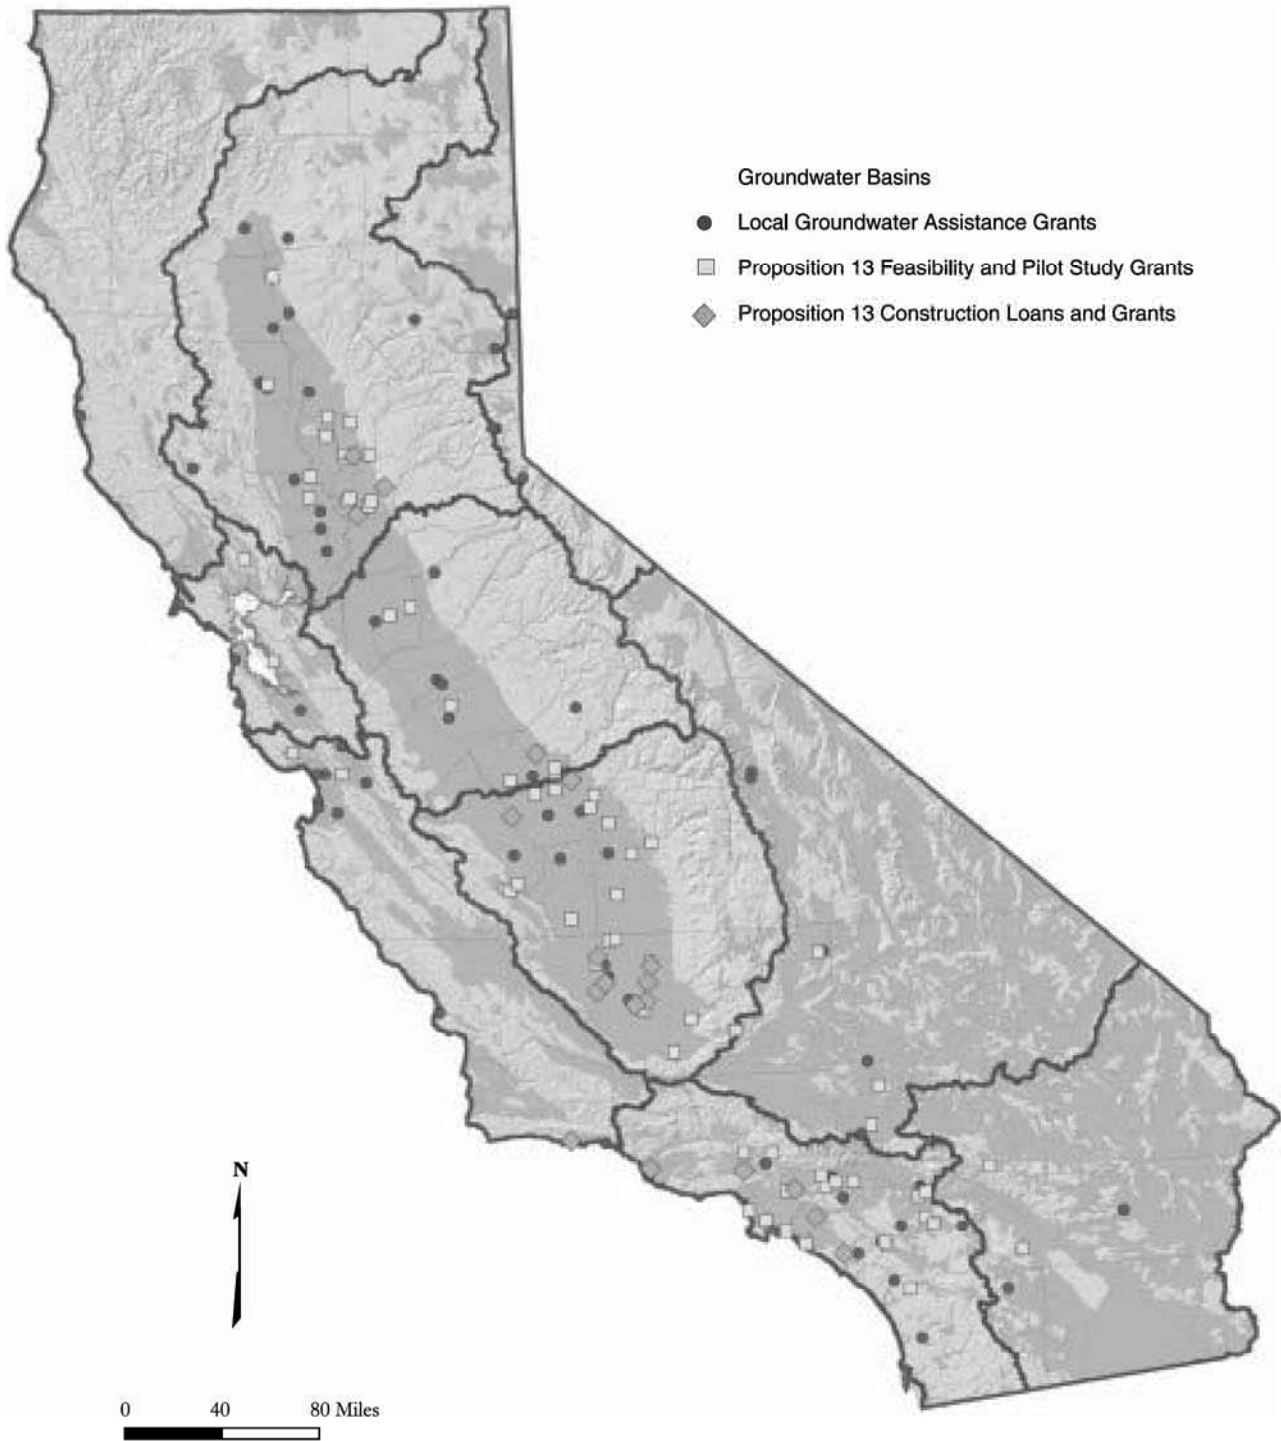 Groundwater Basins
Local Groundwater Assistance Grants
Proposition 13 Feasibility and Pilot Study Grants
Proposition 13 Construction Loans and Grants
N
0 40 80 Miles